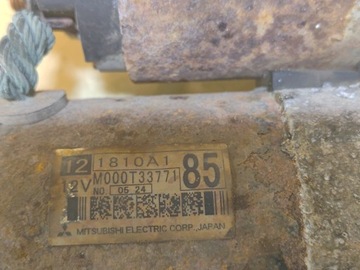 12 1810A1
12V M000T33771 85
NO. 05 24
MITSUBISHI ELECTRIC CORP., JAPAN